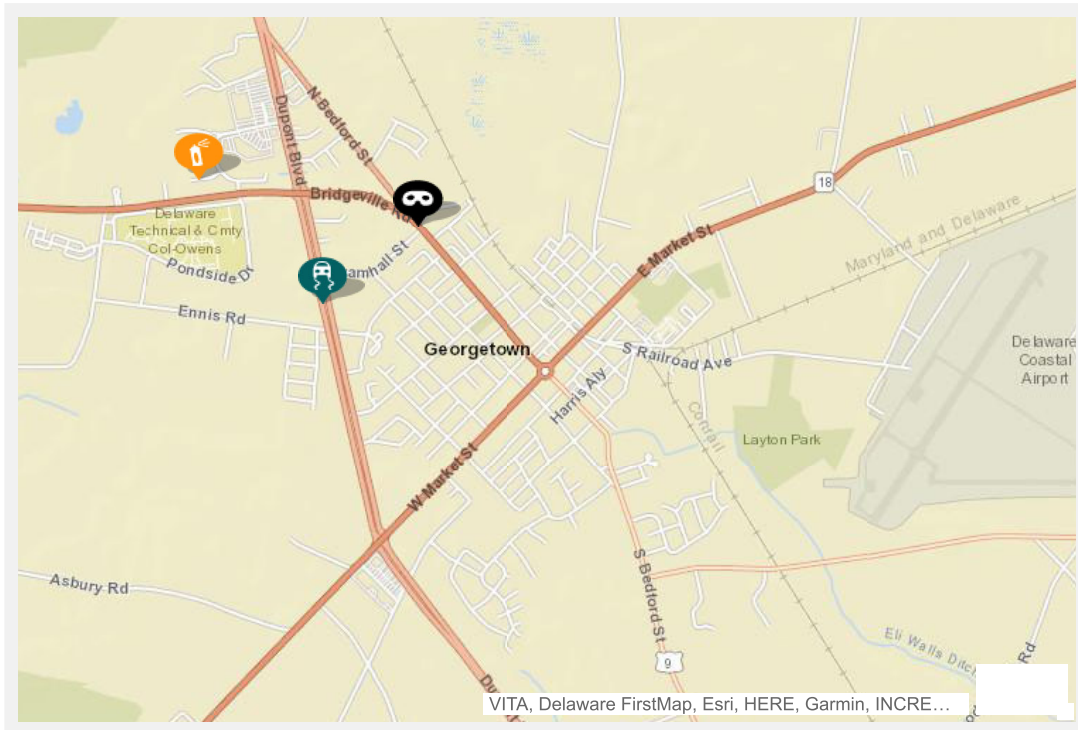 N Bedford St
Dupont Blvd
18
Bridgeville Rd
Delaware
Technical & Cmty
Col-Owens
E Market St
Maryland and Delaware
amhall St
Pondside Dr
Ennis Rd
Georgetown
S Railroad Ave
Delaware
Coastal
Airport
Harris Aly
Conrail
Layton Park
W Market St
S Bedford St
Asbury Rd
Eli Walls Ditch
Rd
9
VITA, Delaware FirstMap, Esri, HERE, Garmin, INCRE…